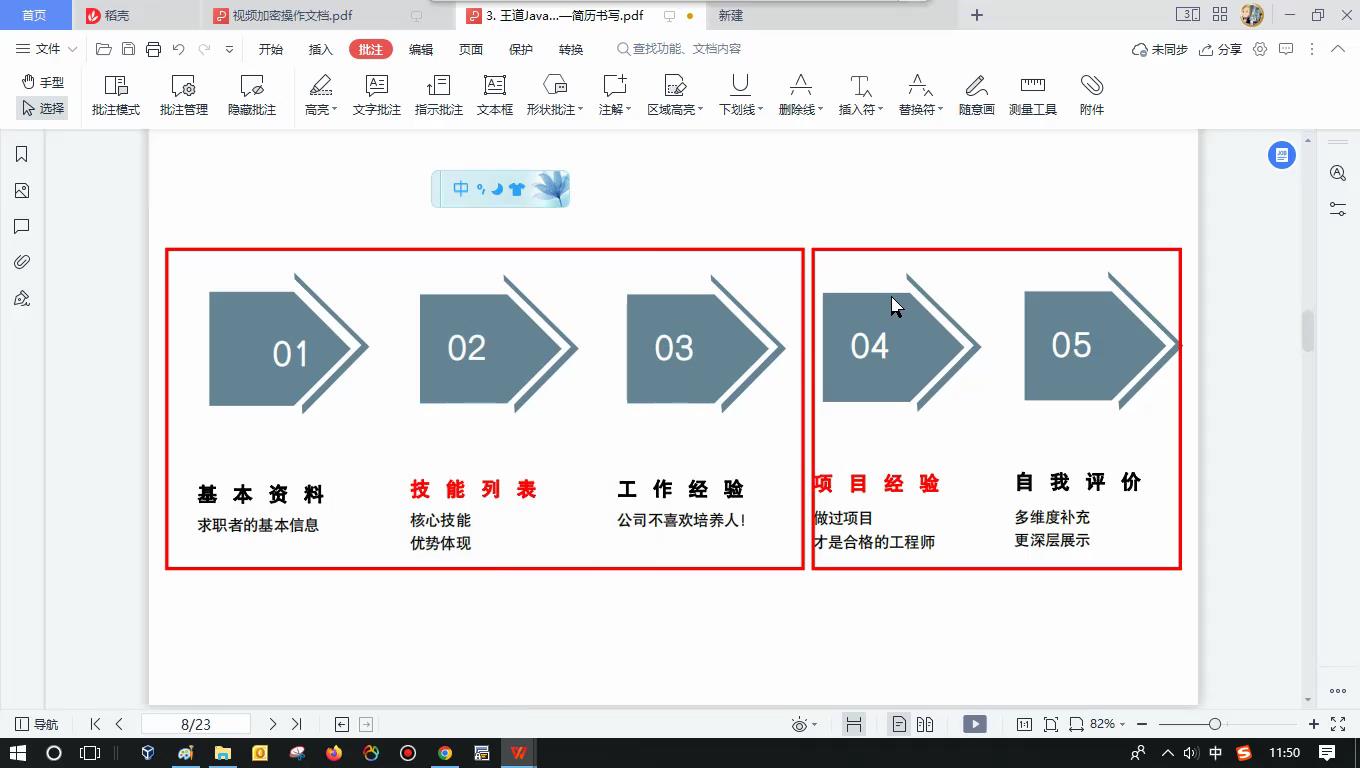 首页
稻壳
视频加密操作文档.pdf
3. 王道Java...—简历书写.pdf
新建
文件
开始
插入
批注
编辑
页面
保护
转换
查找功能、文档内容
未同步
分享
手型
选择
批注模式
批注管理
隐藏批注
高亮
文字批注
指示批注
文本框
形状批注
注解
区域高亮
下划线
删除线
插入符
替换符
随意画
测量工具
附件
中
01
02
03
04
05
基本资料
技能列表
工作经验
项目经验
自我评价
求职者的基本信息
核心技能
优势体现
公司不喜欢培养人!
做过项目
才是合格的工程师
多维度补充
更深层展示
导航
8/23
1:1
82%
中
11:50